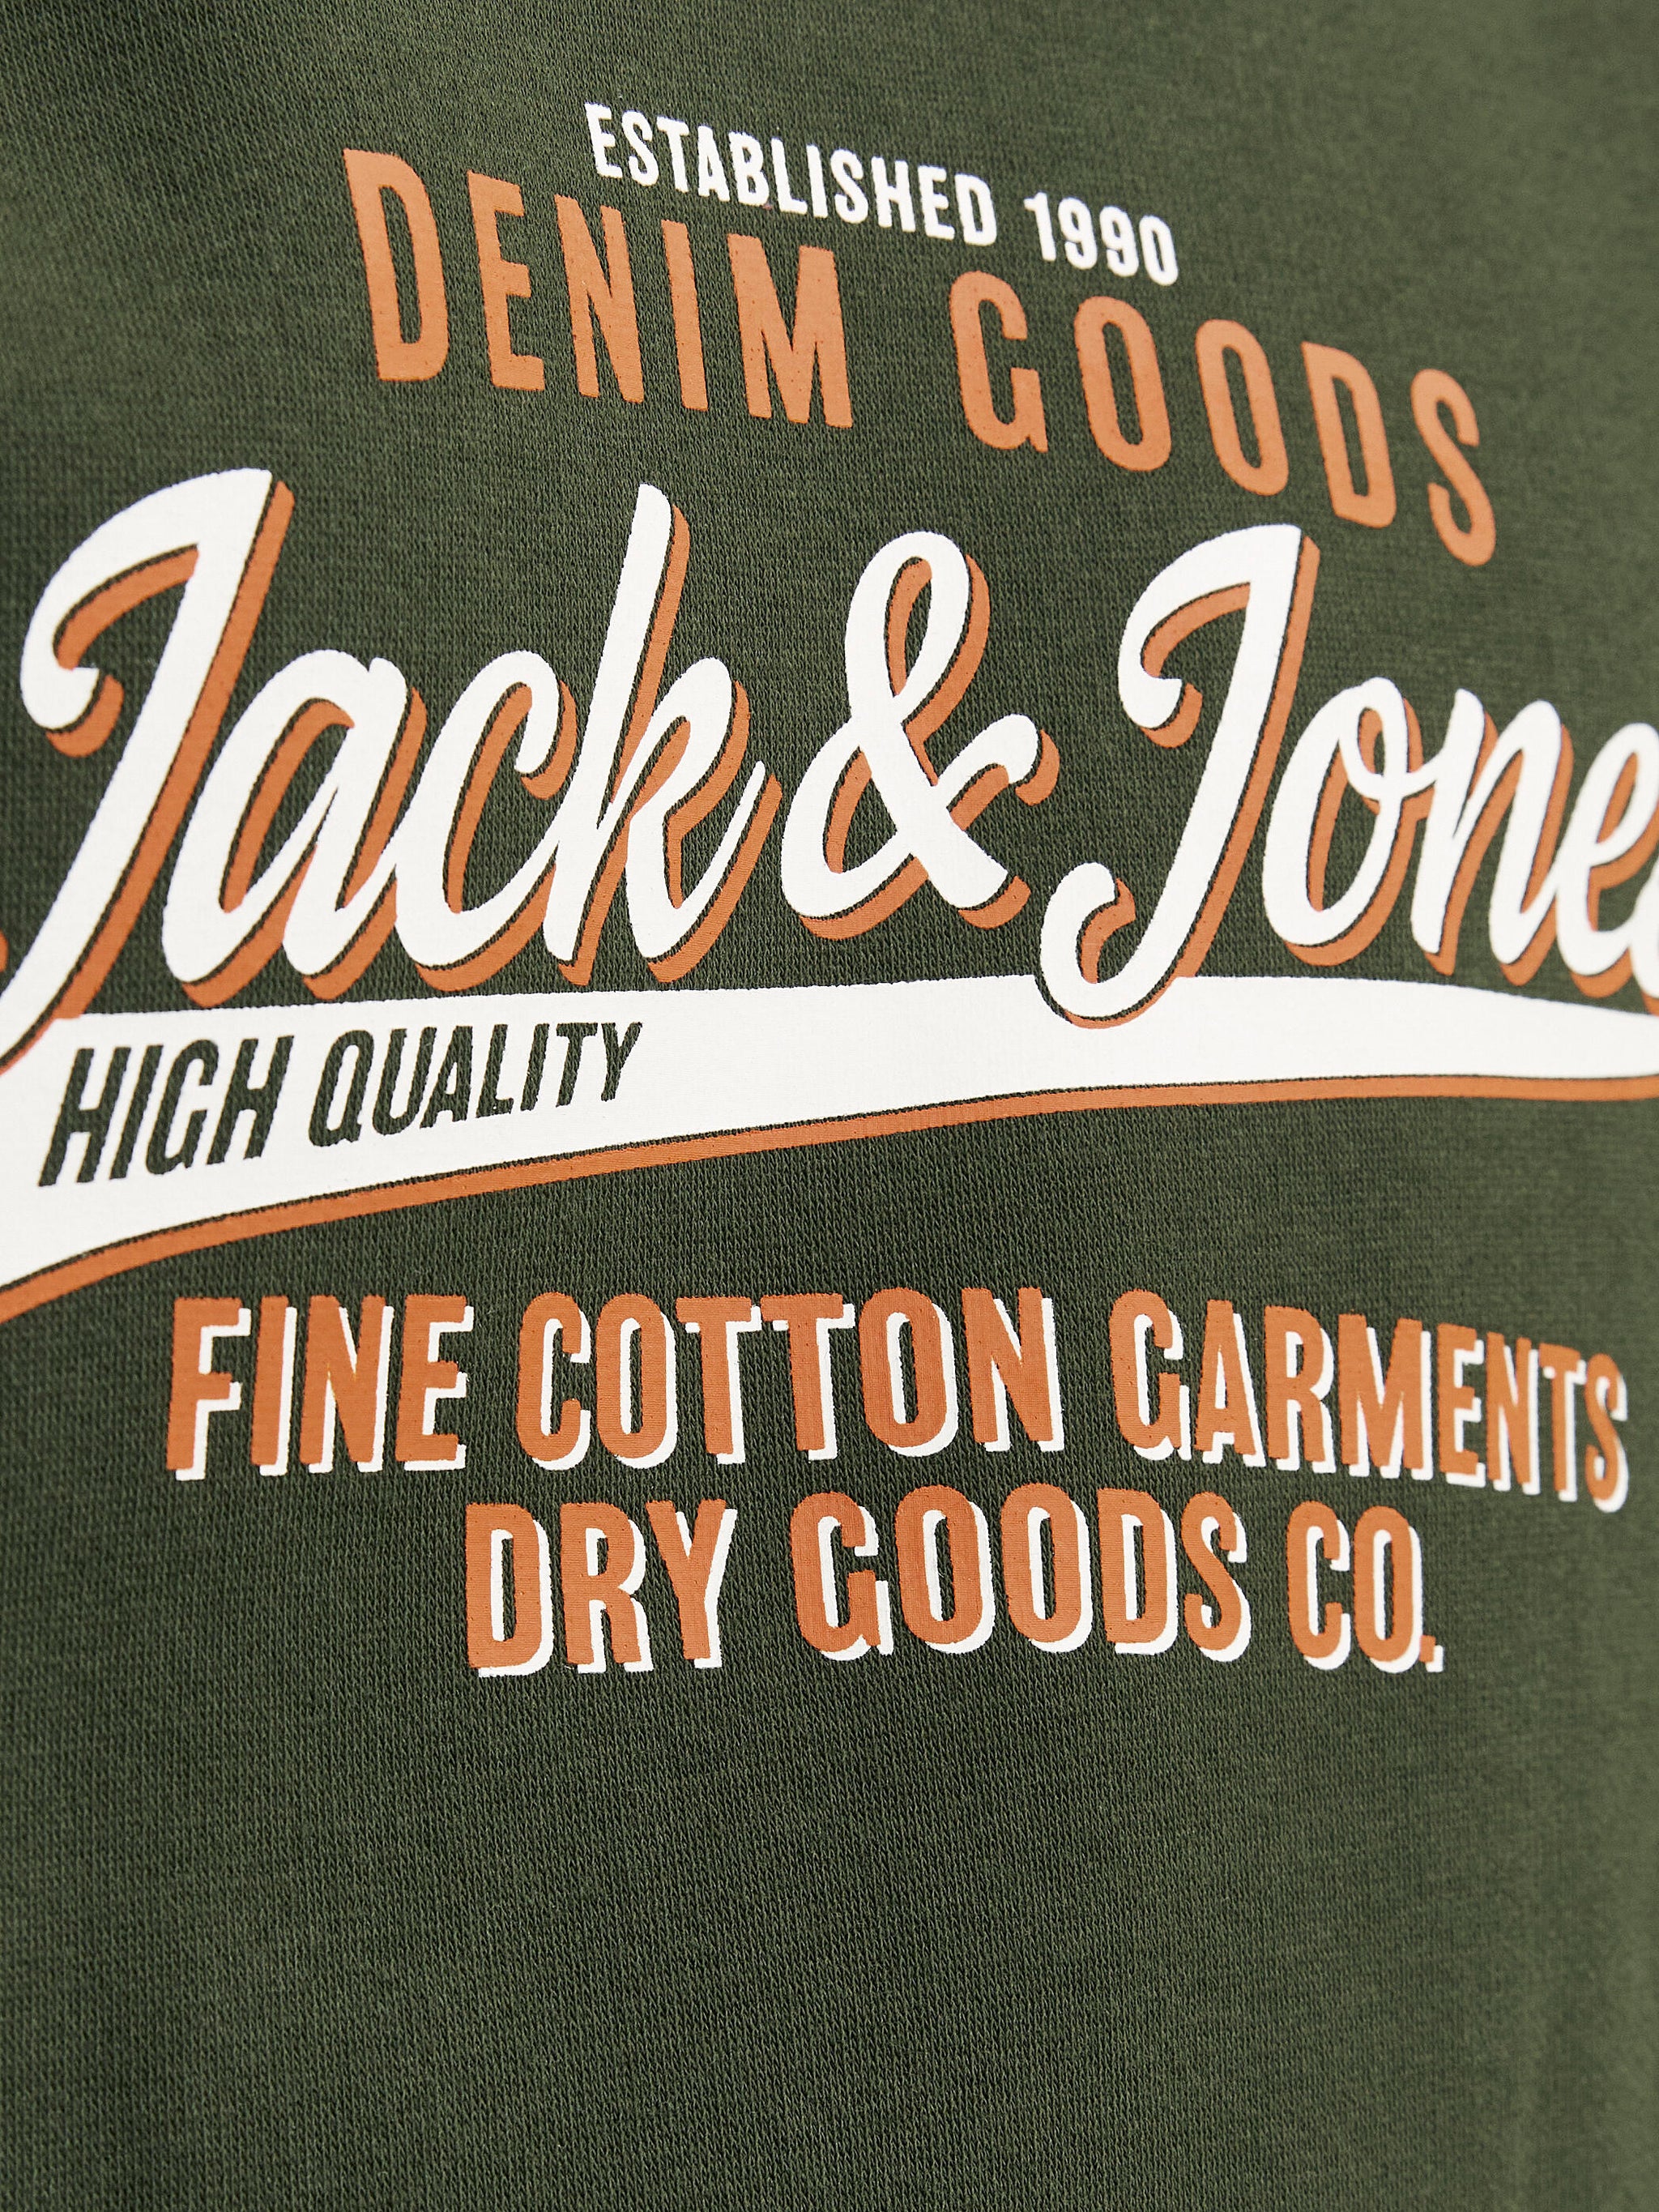 ESTABLISHED 1990
DENIM GOODS
Jack & Jones
HIGH QUALITY
FINE COTTON GARMENTS
DRY GOODS CO.